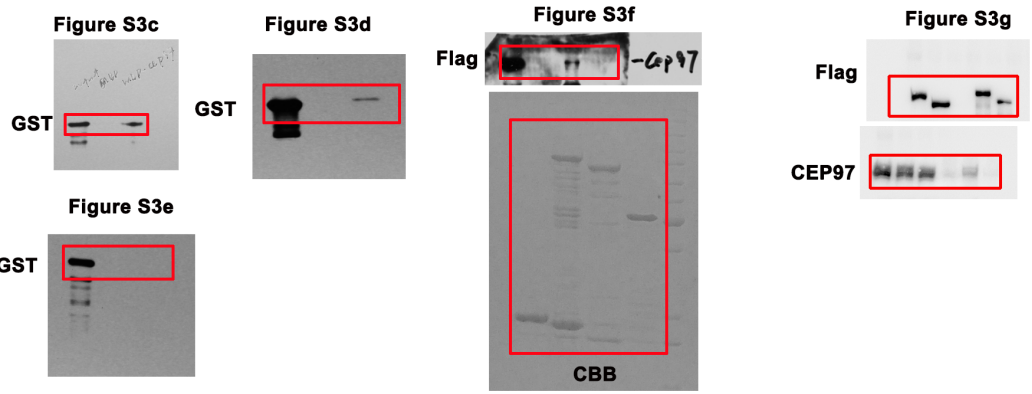 Figure S3c
GST
Figure S3d
GST
Figure S3f
Flag
-Cep97
CBB
Figure S3g
Flag
CEP97
Figure S3e
GST